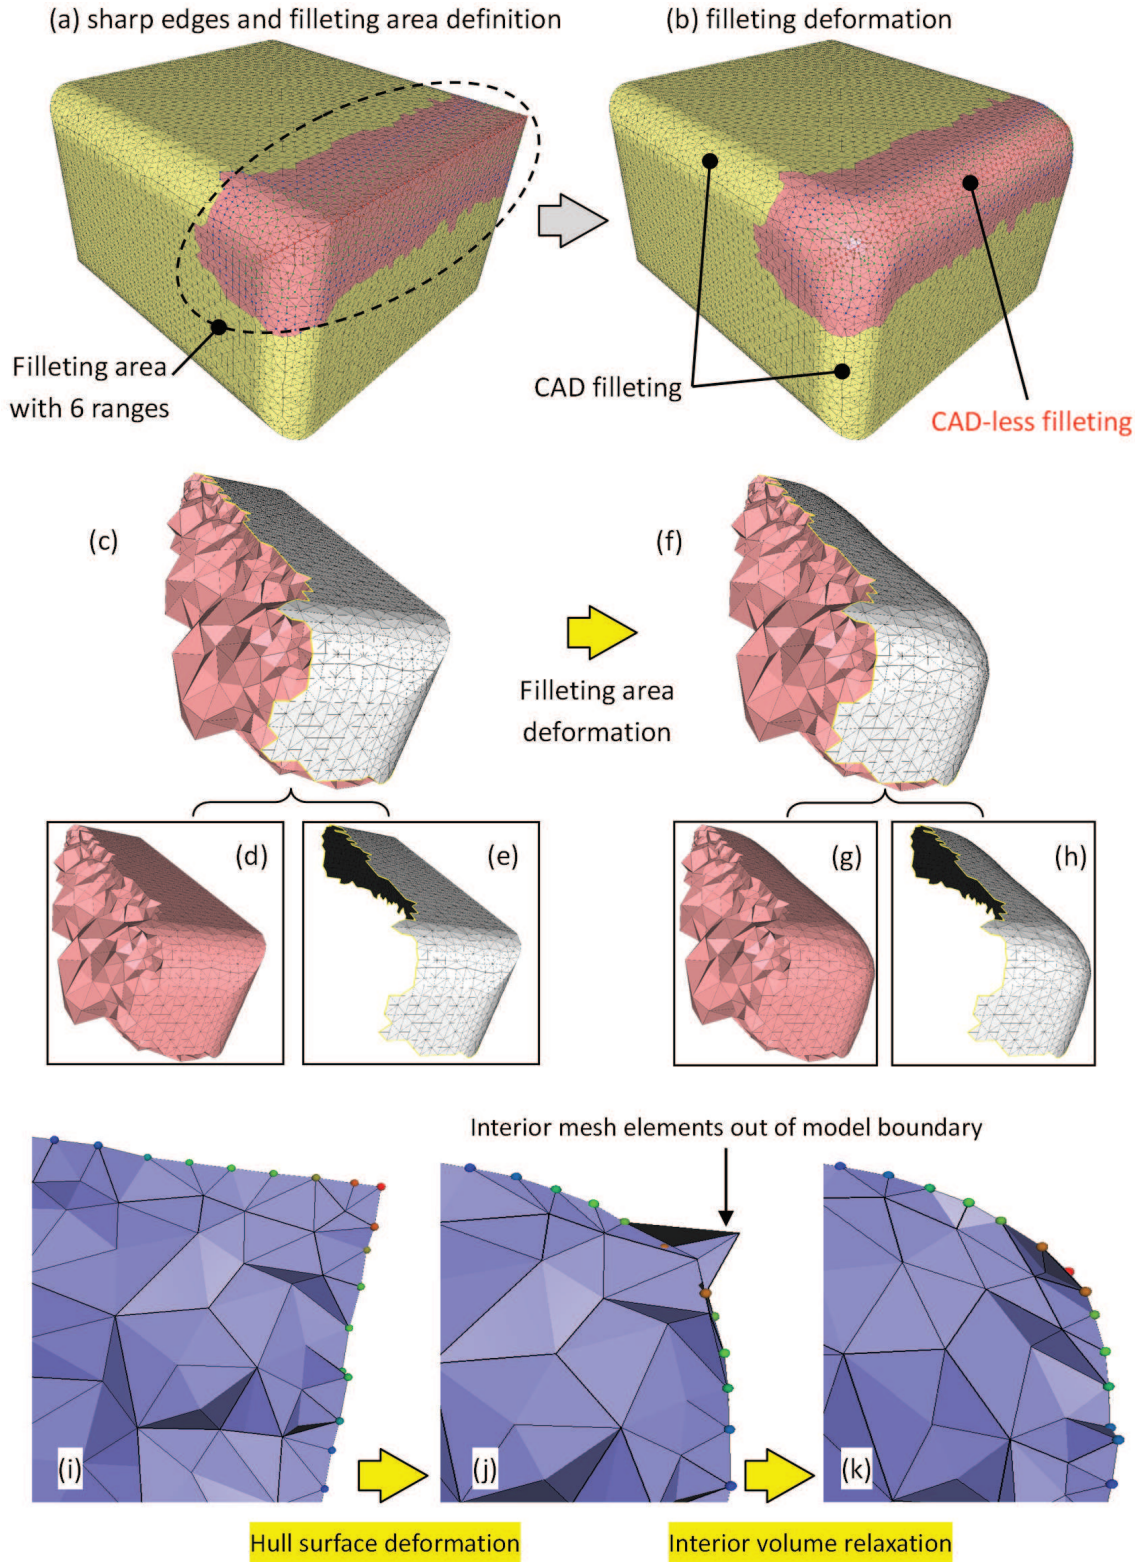 (a) sharp edges and filleting area definition
(b) filleting deformation
Filleting area
with 6 ranges
CAD filleting
CAD-less filleting
(c)
(f)
Filleting area
deformation
(d)
(e)
(g)
(h)
Interior mesh elements out of model boundary
(i)
(j)
(k)
Hull surface deformation
Interior volume relaxation